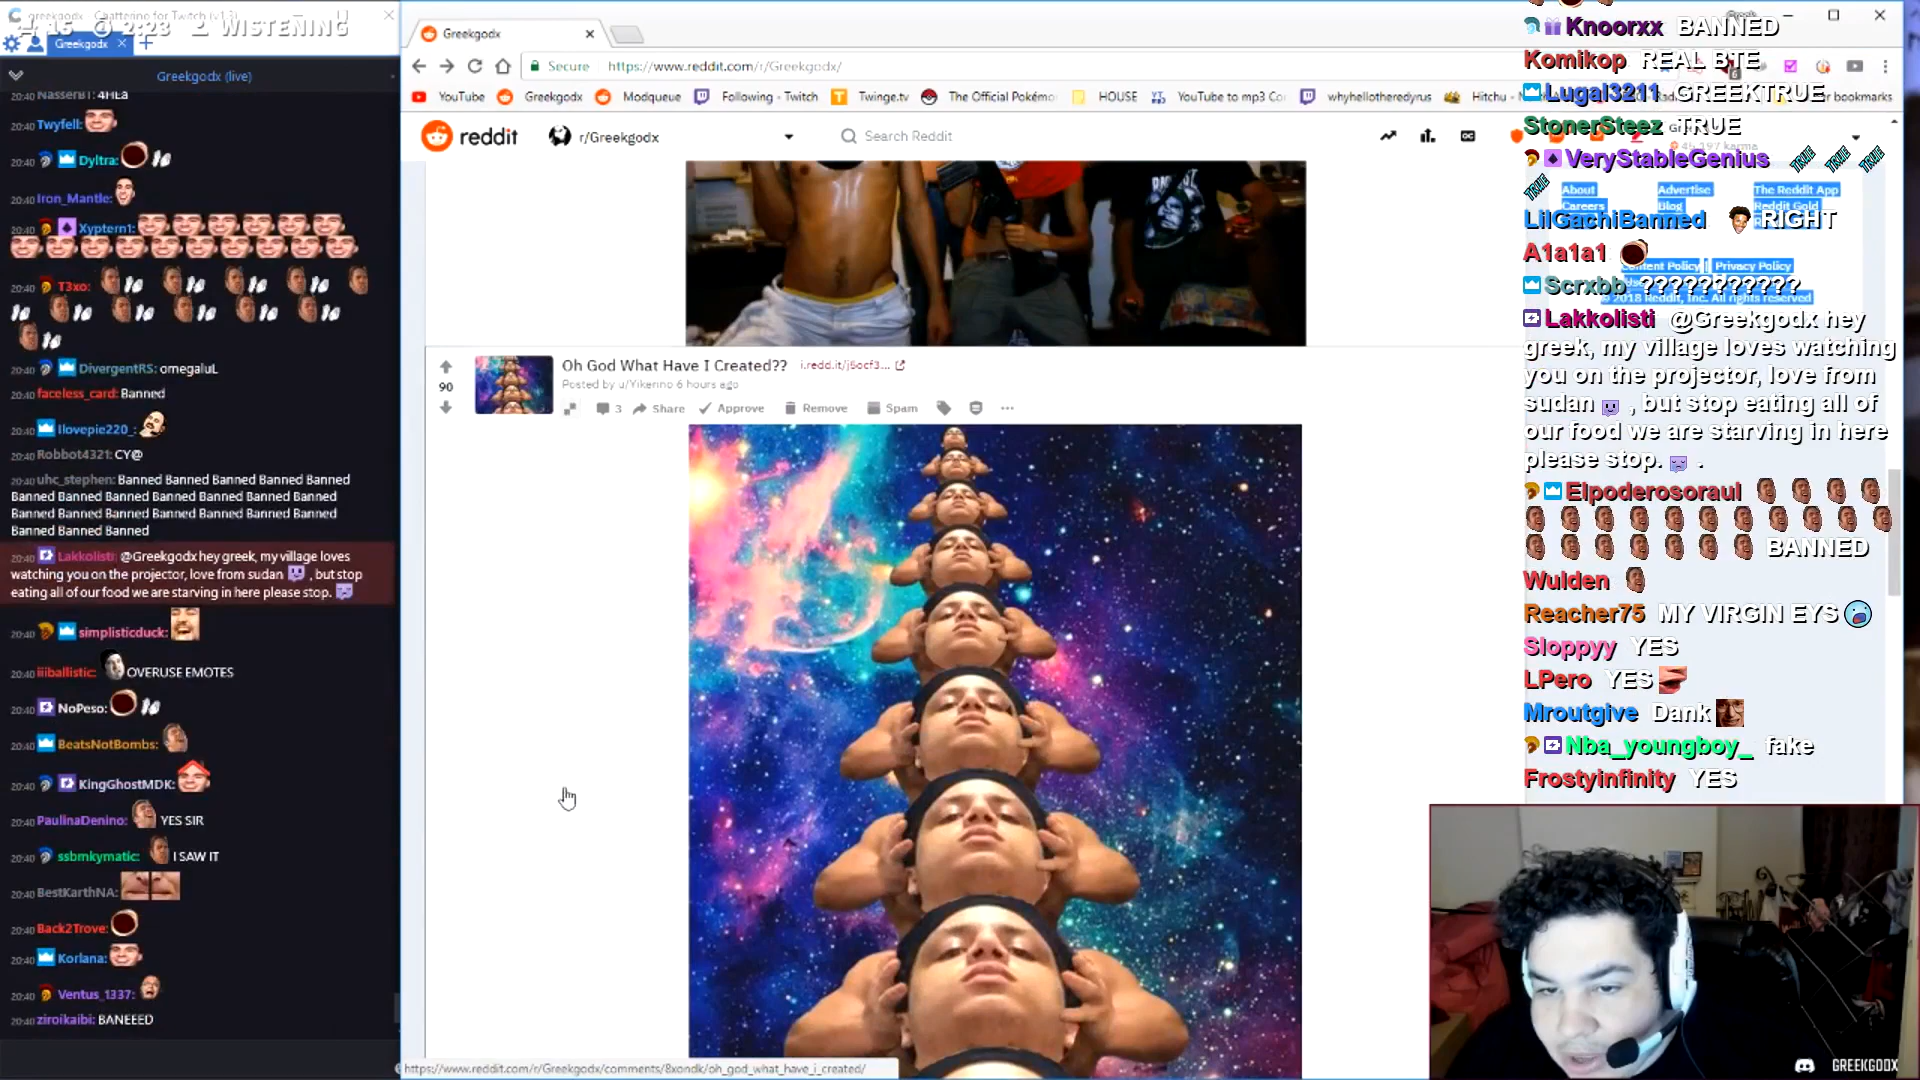 Greekgodx - Chatterino for Twitch (v1.3)
15 2:23 WISTENING
Greekgodx
Greekgodx (live)
20:40 NasserBT: 4HEad
20:40 Twyfell:
20:40 Dyltra:
20:40 Iron_Mantle:
20:40 Xyptern1:
20:40 T3xo:
20:40 DivergentRS: omegaluL
20:40 faceless_card: Banned
20:40 Ilovepie220_:
20:40 Robbot4321: CY@
20:40 uhc_stephen: Banned Banned Banned Banned Banned
Banned Banned Banned Banned Banned Banned Banned
Banned Banned Banned Banned Banned Banned Banned
Banned Banned Banned
20:40 Lakkolisti: @Greekgodx hey greek, my village loves
watching you on the projector, love from sudan , but stop
eating all of our food we are starving in here please stop.
20:40 simplisticduck:
20:40 iiiballistic: OVERUSE EMOTES
20:40 NoPeso:
20:40 BeatsNotBombs:
20:40 KingGhostMDK:
20:40 PaulinaDenino: YES SIR
20:40 ssbmkymatic: I SAW IT
20:40 BestKarthNA:
20:40 Back2Trove:
20:40 Korlana:
20:40 Ventus_1337:
20:40 ziroikaibi: BANEEED
Greekgodx
Secure https://www.reddit.com/r/Greekgodx/
YouTube Greekgodx Modqueue Following - Twitch Twinge.tv The Official Pokémo HOUSE YouTube to mp3 Co whyhellotheredyrus Hitchu - bookmarks
reddit r/Greekgodx Search Reddit
Oh God What Have I Created?? i.redd.it/j5ocf3...
90
Posted by u/Yikerino 6 hours ago
3 Share Approve Remove Spam
https://www.reddit.com/r/Greekgodx/comments/8xondk/oh_god_what_have_i_created/
About Advertise The Reddit App
Careers Blog Reddit Gold
Content Policy | Privacy Policy
© 2018 Reddit, Inc. All rights reserved
Knoorxx BANNED
Komikop REAL BTE
Lugal3211 GREEKTRUE
StonerSteez TRUE
VeryStableGenius TRUE TRUE TRUE
TRUE
LilGachiBanned RIGHT
A1a1a1
Scrxbb ???????????
Lakkolisti @Greekgodx hey
greek, my village loves watching
you on the projector, love from
sudan , but stop eating all of
our food we are starving in here
please stop. .
Elpoderosoraul
BANNED
Wulden
Reacher75 MY VIRGIN EYS
Sloppyy YES
LPero YES
Mroutgive Dank
Nba_youngboy_ fake
Frostyinfinity YES
GREEKGODX